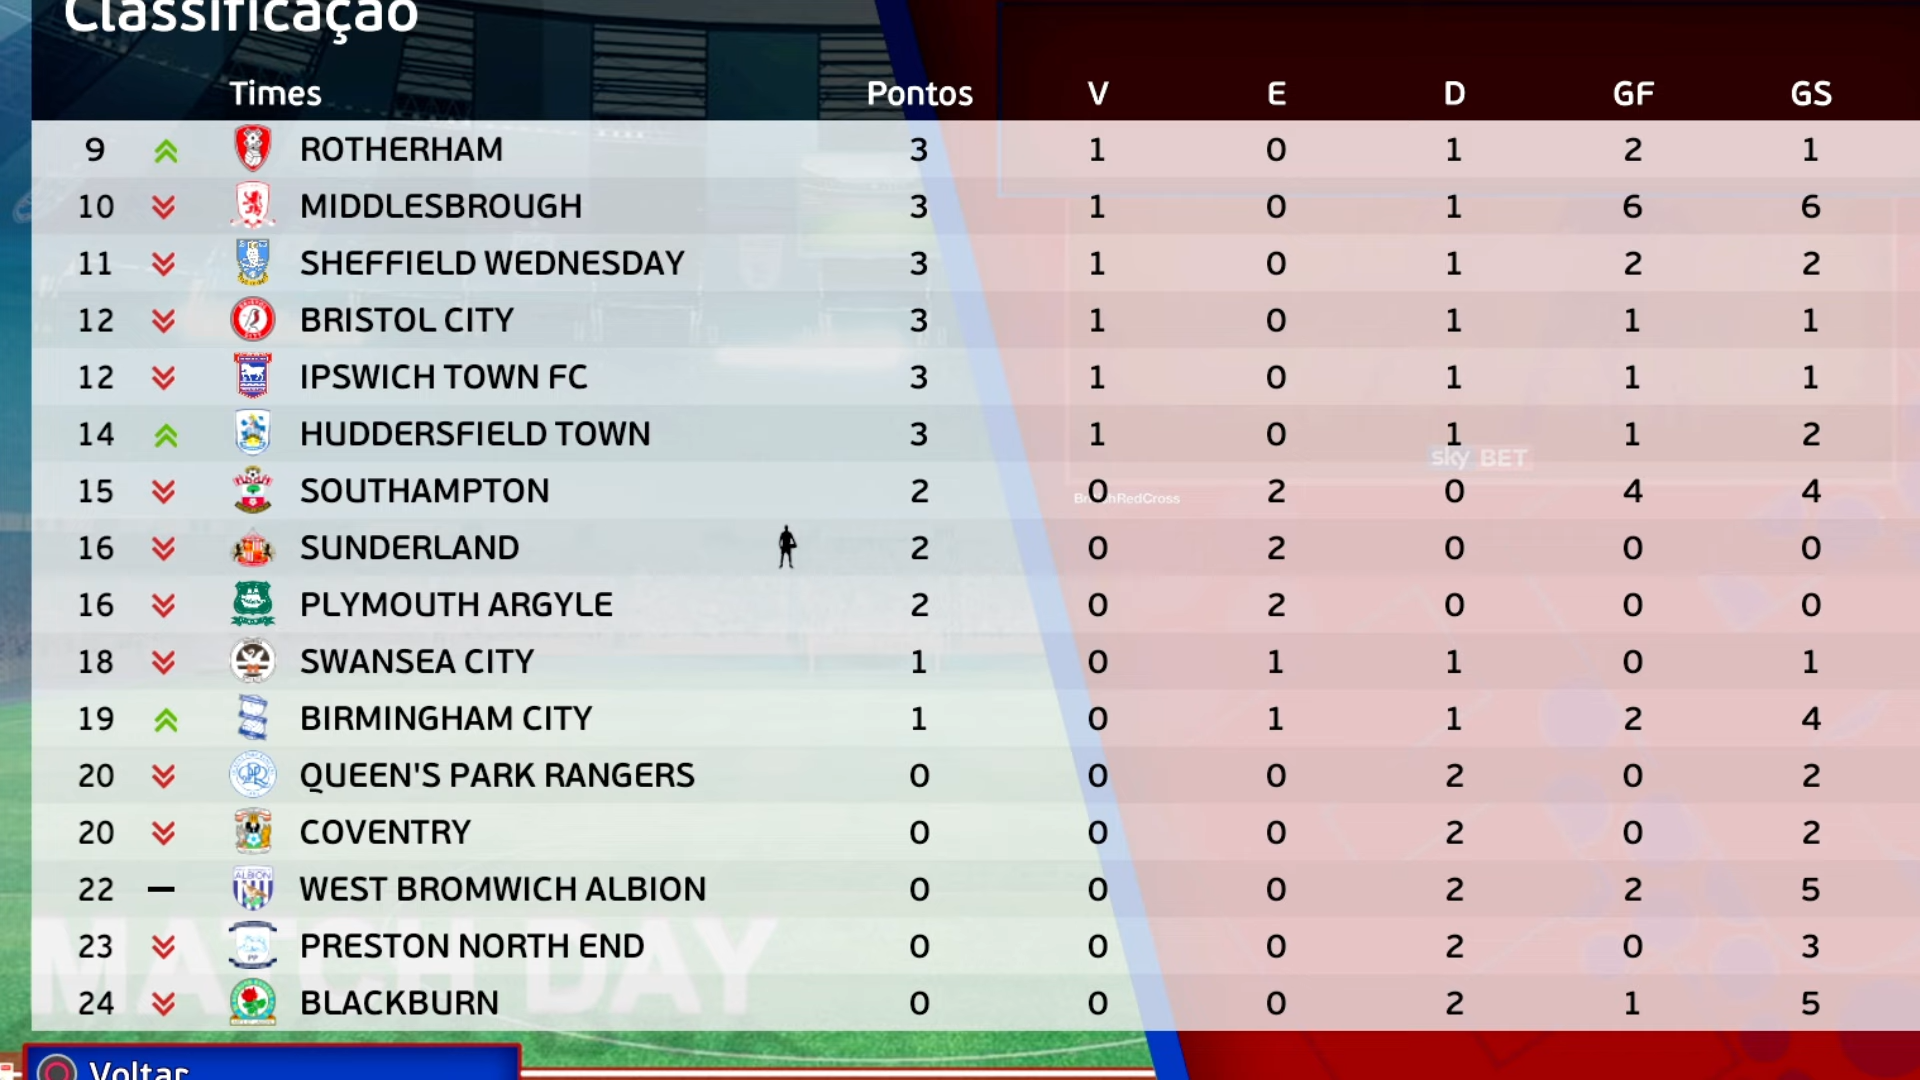 Classificação
Times Pontos V E D GF GS
9 ROTHERHAM 3 1 0 1 2 1
10 MIDDLESBROUGH 3 1 0 1 6 6
11 SHEFFIELD WEDNESDAY 3 1 0 1 2 2
12 BRISTOL CITY 3 1 0 1 1 1
12 IPSWICH TOWN FC 3 1 0 1 1 1
14 HUDDERSFIELD TOWN 3 1 0 1 1 2
sky BET
15 SOUTHAMPTON 2 0 2 0 4 4
BritishRedCross
16 SUNDERLAND 2 0 2 0 0 0
16 PLYMOUTH ARGYLE 2 0 2 0 0 0
18 SWANSEA CITY 1 0 1 1 0 1
19 BIRMINGHAM CITY 1 0 1 1 2 4
20 QUEEN'S PARK RANGERS 0 0 0 2 0 2
20 COVENTRY 0 0 0 2 0 2
22 ALBION WEST BROMWICH ALBION 0 0 0 2 2 5
23 PP PRESTON NORTH END 0 0 0 2 0 3
MATCH DAY
24 BLACKBURN 0 0 0 2 1 5
Voltar